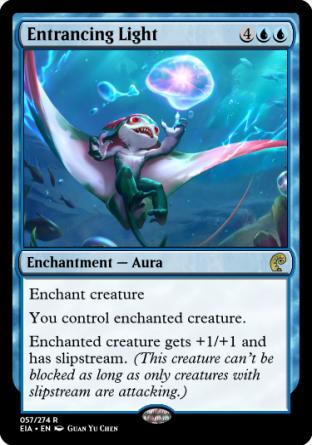 Entrancing Light 4
Enchantment — Aura
Enchant creature
You control enchanted creature.
Enchanted creature gets +1/+1 and
has slipstream. (This creature can't be
blocked as long as only creatures with
slipstream are attacking.)
057/274 R
EIA • EN Guan Yu Chen